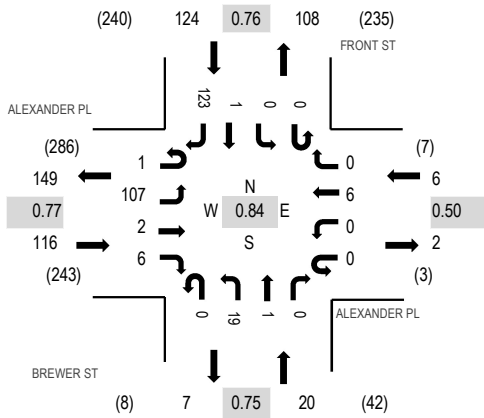 (240) 124 0.76 108 (235)
FRONT ST
123 1 0 0
ALEXANDER PL
(286) (7)
1 0
149 6
107 6
N
0.77 W 0.84 E 0.50
2 0
S
116 2
6 0
(243) (3)
0 19 1 0
ALEXANDER PL
BREWER ST
(8) 7 0.75 20 (42)